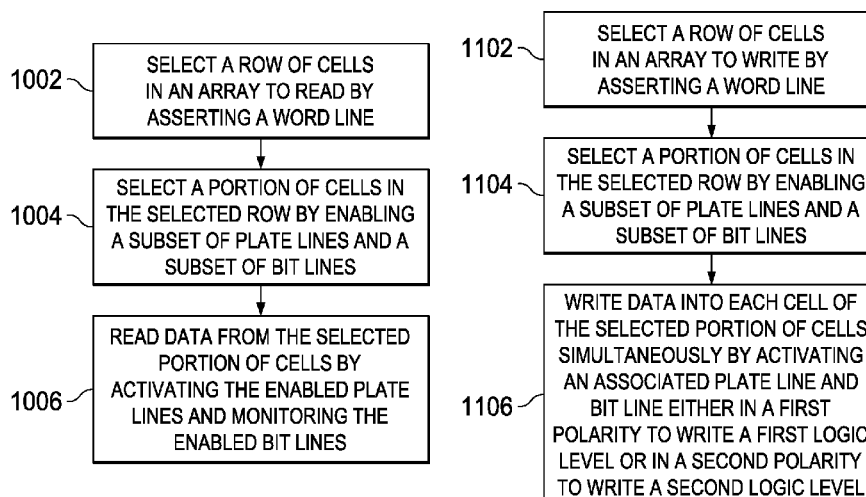 1002
SELECT A ROW OF CELLS
IN AN ARRAY TO READ BY
ASSERTING A WORD LINE
1004
SELECT A PORTION OF CELLS IN
THE SELECTED ROW BY ENABLING
A SUBSET OF PLATE LINES AND A
SUBSET OF BIT LINES
1006
READ DATA FROM THE SELECTED
PORTION OF CELLS BY
ACTIVATING THE ENABLED PLATE
LINES AND MONITORING THE
ENABLED BIT LINES
1102
SELECT A ROW OF CELLS
IN AN ARRAY TO WRITE BY
ASSERTING A WORD LINE
1104
SELECT A PORTION OF CELLS IN
THE SELECTED ROW BY ENABLING
A SUBSET OF PLATE LINES AND A
SUBSET OF BIT LINES
1106
WRITE DATA INTO EACH CELL OF
THE SELECTED PORTION OF CELLS
SIMULTANEOUSLY BY ACTIVATING
AN ASSOCIATED PLATE LINE AND
BIT LINE EITHER IN A FIRST
POLARITY TO WRITE A FIRST LOGIC
LEVEL OR IN A SECOND POLARITY
TO WRITE A SECOND LOGIC LEVEL